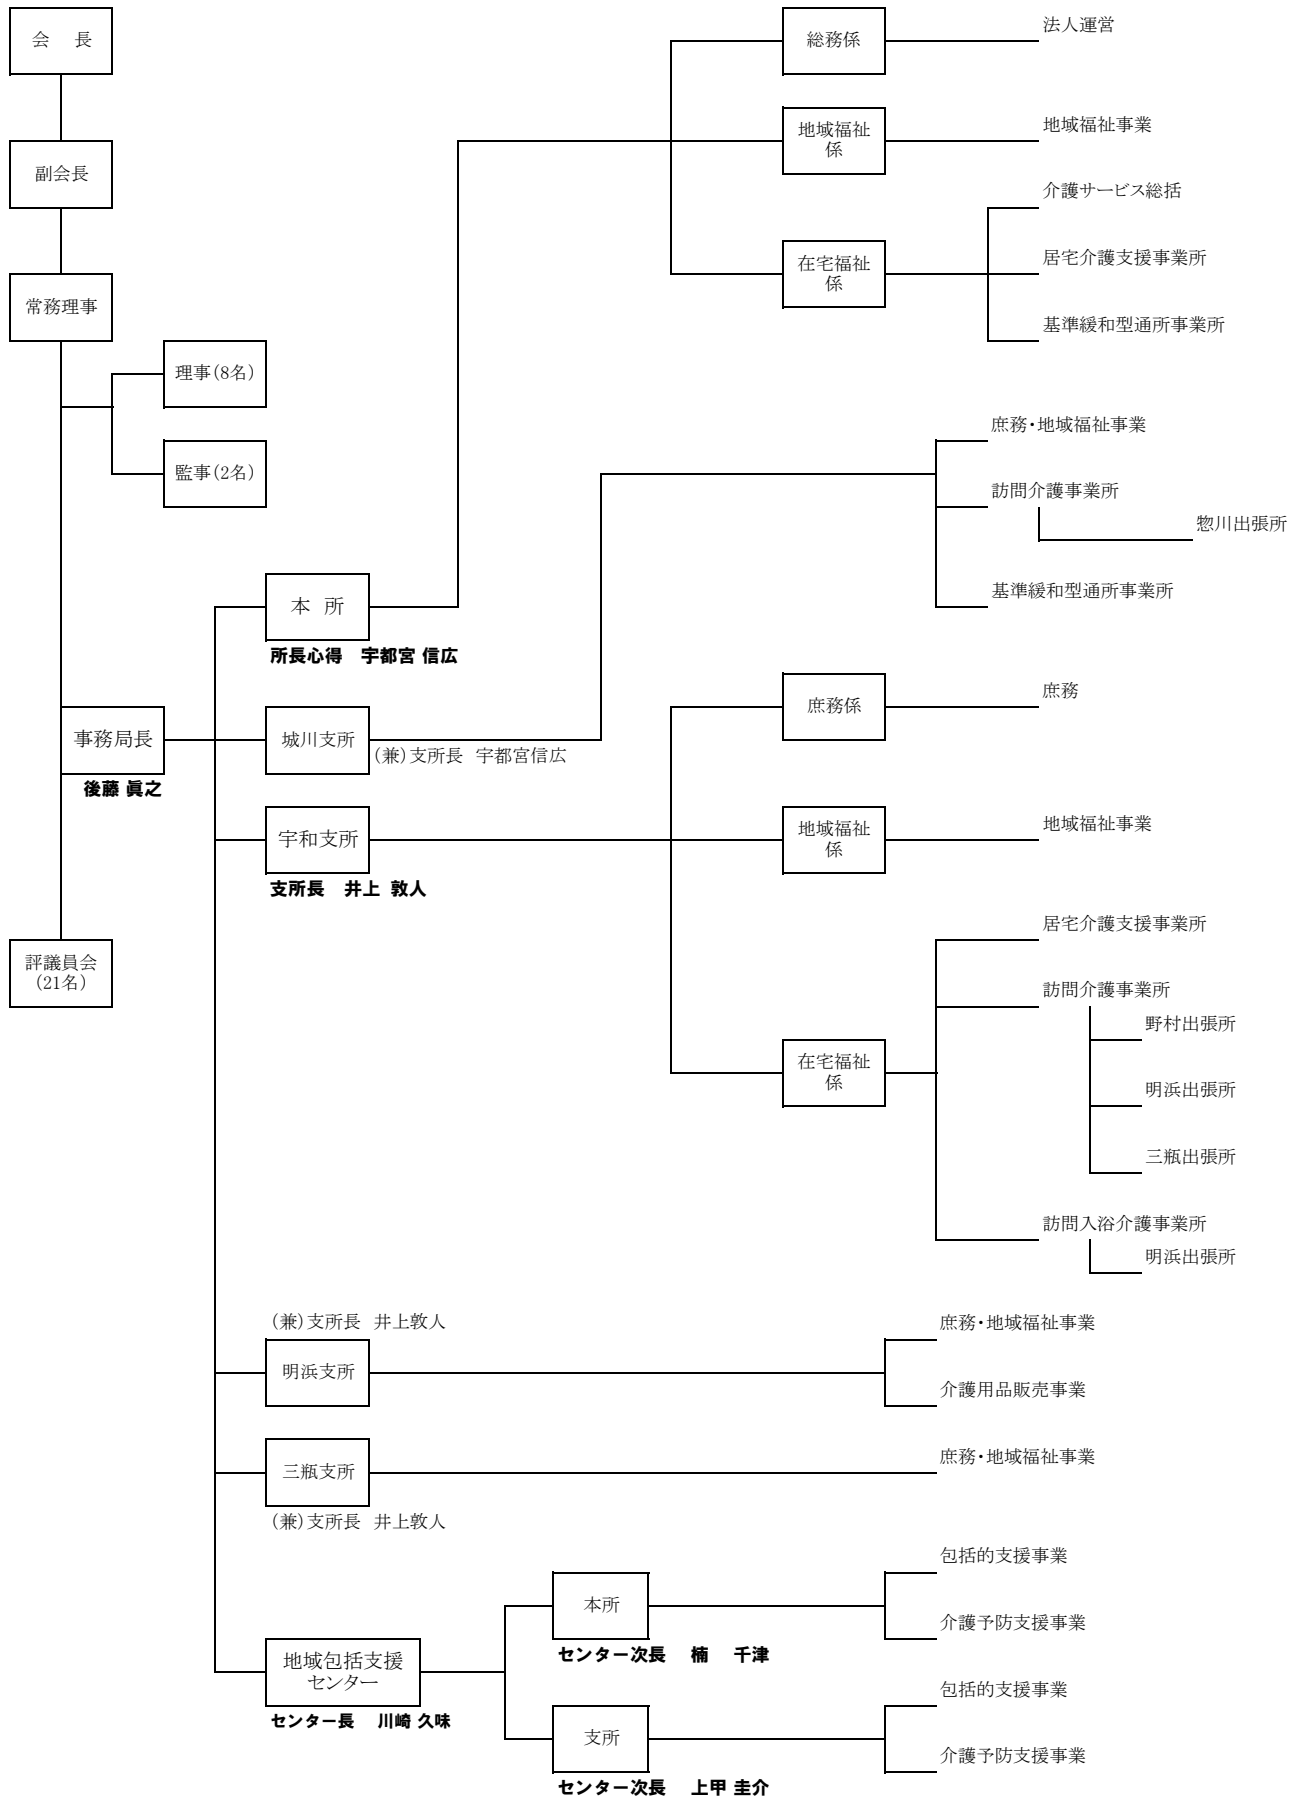 会 長
副会長
常務理事
理事(8名)
監事(2名)
事務局長
後藤 眞之
評議員会
(21名)
本 所
所長心得 宇都宮 信広
総務係
法人運営
地域福祉
係
地域福祉事業
在宅福祉
係
介護サービス総括
居宅介護支援事業所
基準緩和型通所事業所
城川支所
(兼)支所長 宇都宮信広
庶務・地域福祉事業
訪問介護事業所
惣川出張所
基準緩和型通所事業所
宇和支所
支所長 井上 敦人
庶務係
庶務
地域福祉
係
地域福祉事業
在宅福祉
係
居宅介護支援事業所
訪問介護事業所
野村出張所
明浜出張所
三瓶出張所
訪問入浴介護事業所
明浜出張所
(兼)支所長 井上敦人
明浜支所
庶務・地域福祉事業
介護用品販売事業
三瓶支所
(兼)支所長 井上敦人
庶務・地域福祉事業
地域包括支援
センター
センター長 川崎 久味
本所
センター次長 楠 千津
包括的支援事業
介護予防支援事業
支所
センター次長 上甲 圭介
包括的支援事業
介護予防支援事業